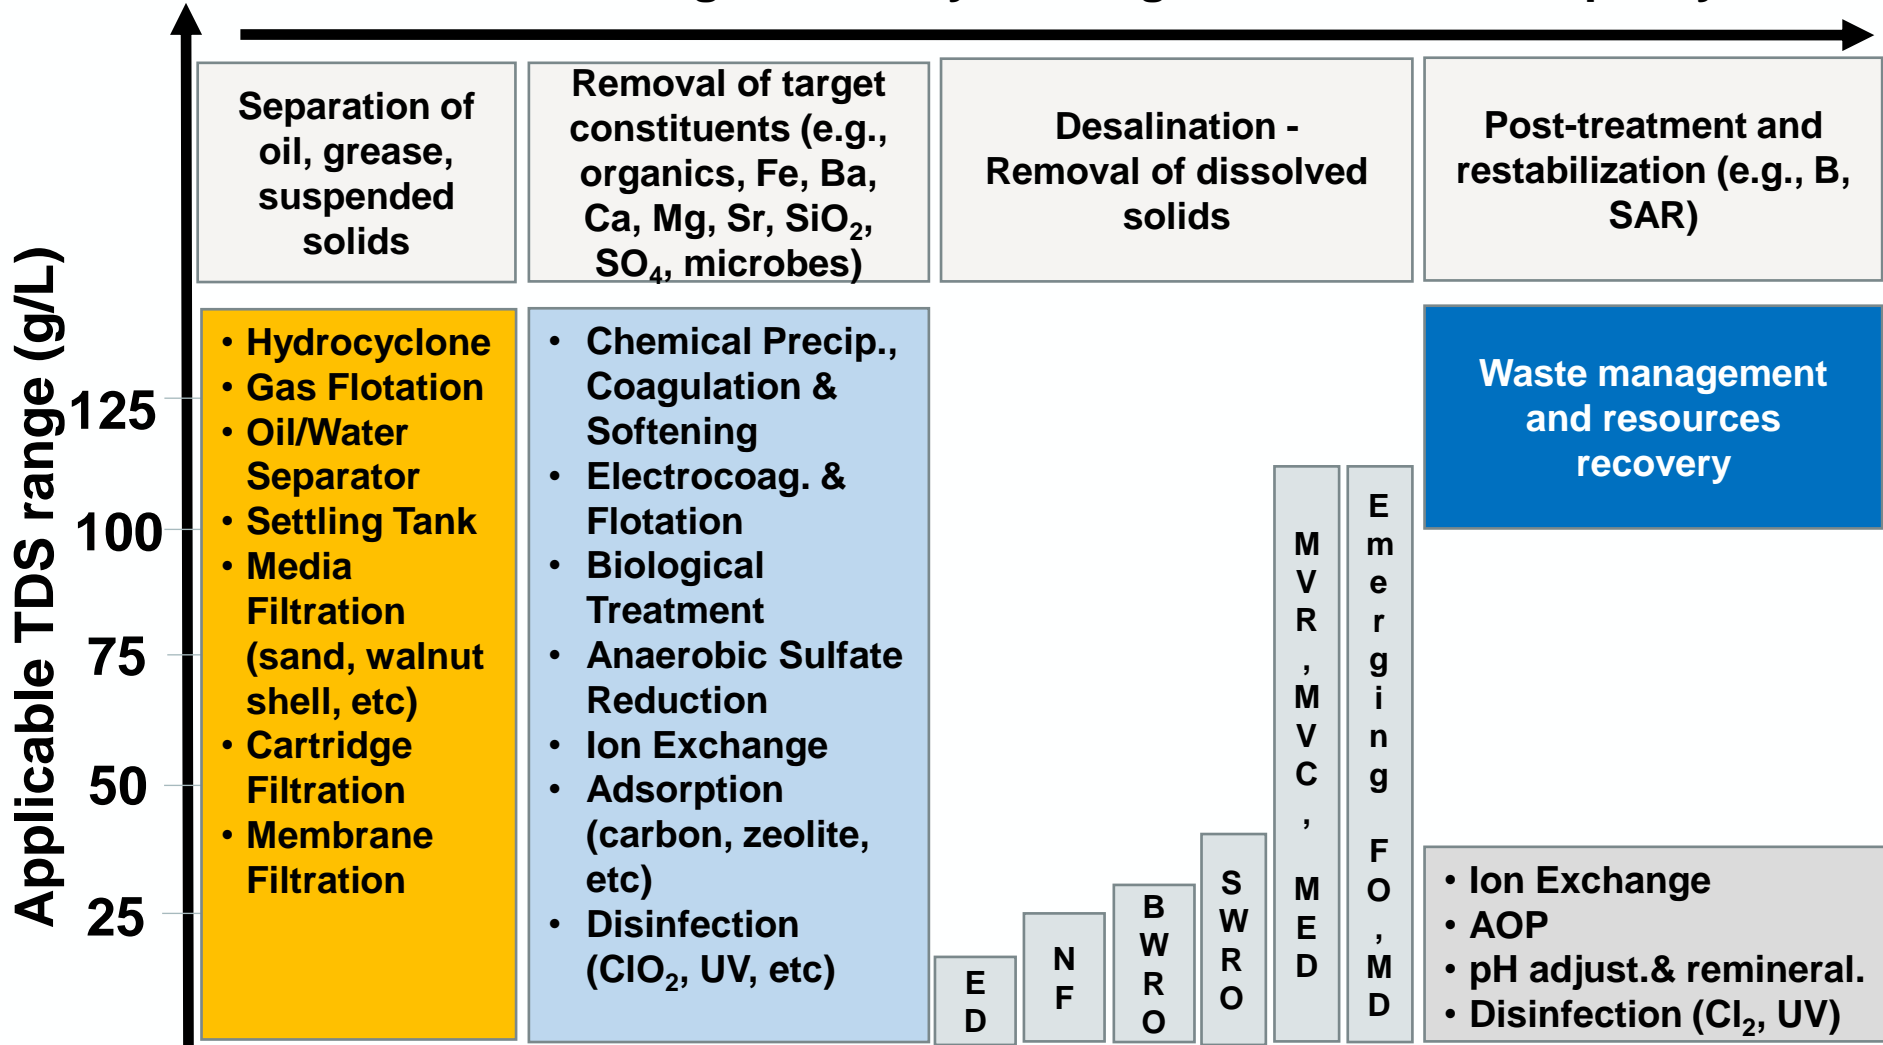 Separation of
oil, grease,
suspended
solids
Removal of target
constituents (e.g.,
organics, Fe, Ba,
Ca, Mg, Sr, SiO₂,
SO₄, microbes)
Desalination -
Removal of dissolved
solids
Post-treatment and
restabilization (e.g., B,
SAR)
Applicable TDS range (g/L)
125
100
75
50
25
• Hydrocyclone
• Gas Flotation
• Oil/Water
Separator
• Settling Tank
• Media
Filtration
(sand, walnut
shell, etc)
• Cartridge
Filtration
• Membrane
Filtration
• Chemical Precip.,
Coagulation &
Softening
• Electrocoag. &
Flotation
• Biological
Treatment
• Anaerobic Sulfate
Reduction
• Ion Exchange
• Adsorption
(carbon, zeolite,
etc)
• Disinfection
(ClO₂, UV, etc)
ED
NF
BWRO
SWRO
MVR,MVC, MED
Emerging FO,MD
Waste management
and resources
recovery
• Ion Exchange
• AOP
• pH adjust.& remineral.
• Disinfection (Cl₂, UV)